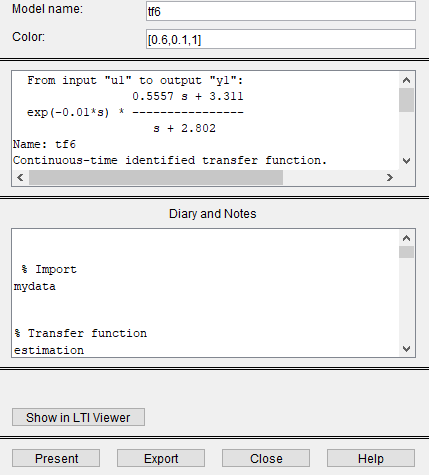 Model name:
tf6
Color:
[0.6,0.1,1]
From input "u1" to output "y1":
0.5557 s + 3.311
exp(-0.01*s) * ----------------
s + 2.802
Name: tf6
Continuous-time identified transfer function.
Diary and Notes
% Import
mydata
% Transfer function
estimation
Show in LTI Viewer
Present
Export
Close
Help